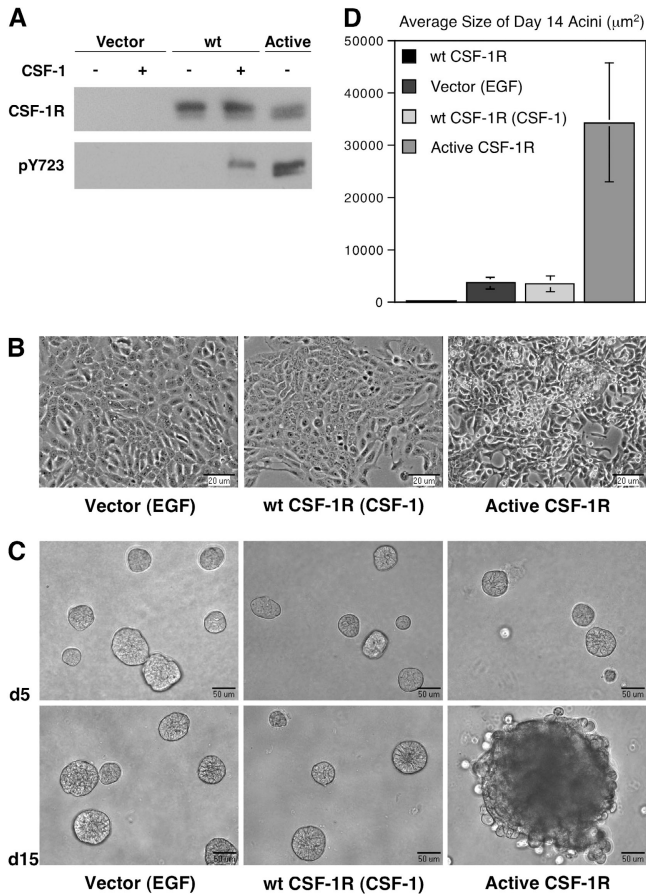 A
Vector wt Active
CSF-1 - + - + -
CSF-1R
pY723
D
Average Size of Day 14 Acini (μm²)
50000
40000
30000
20000
10000
0
wt CSF-1R
Vector (EGF)
wt CSF-1R (CSF-1)
Active CSF-1R
B
20 um
20 um
20 um
Vector (EGF) wt CSF-1R (CSF-1) Active CSF-1R
C
d5
50 um
50 um
50 um
d15
50 um
50 um
50 um
Vector (EGF) wt CSF-1R (CSF-1) Active CSF-1R